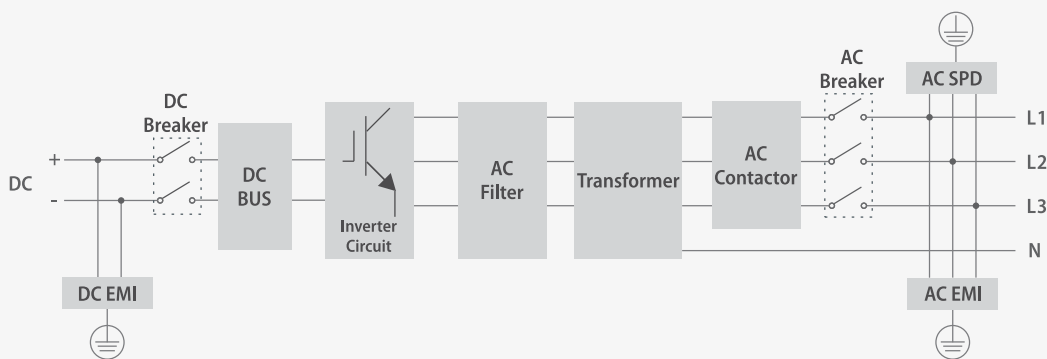 DC
+
-
DC
Breaker
DC EMI
DC
BUS
Inverter
Circuit
AC
Filter
Transformer
AC
Contactor
AC
Breaker
AC SPD
L1
L2
L3
N
AC EMI